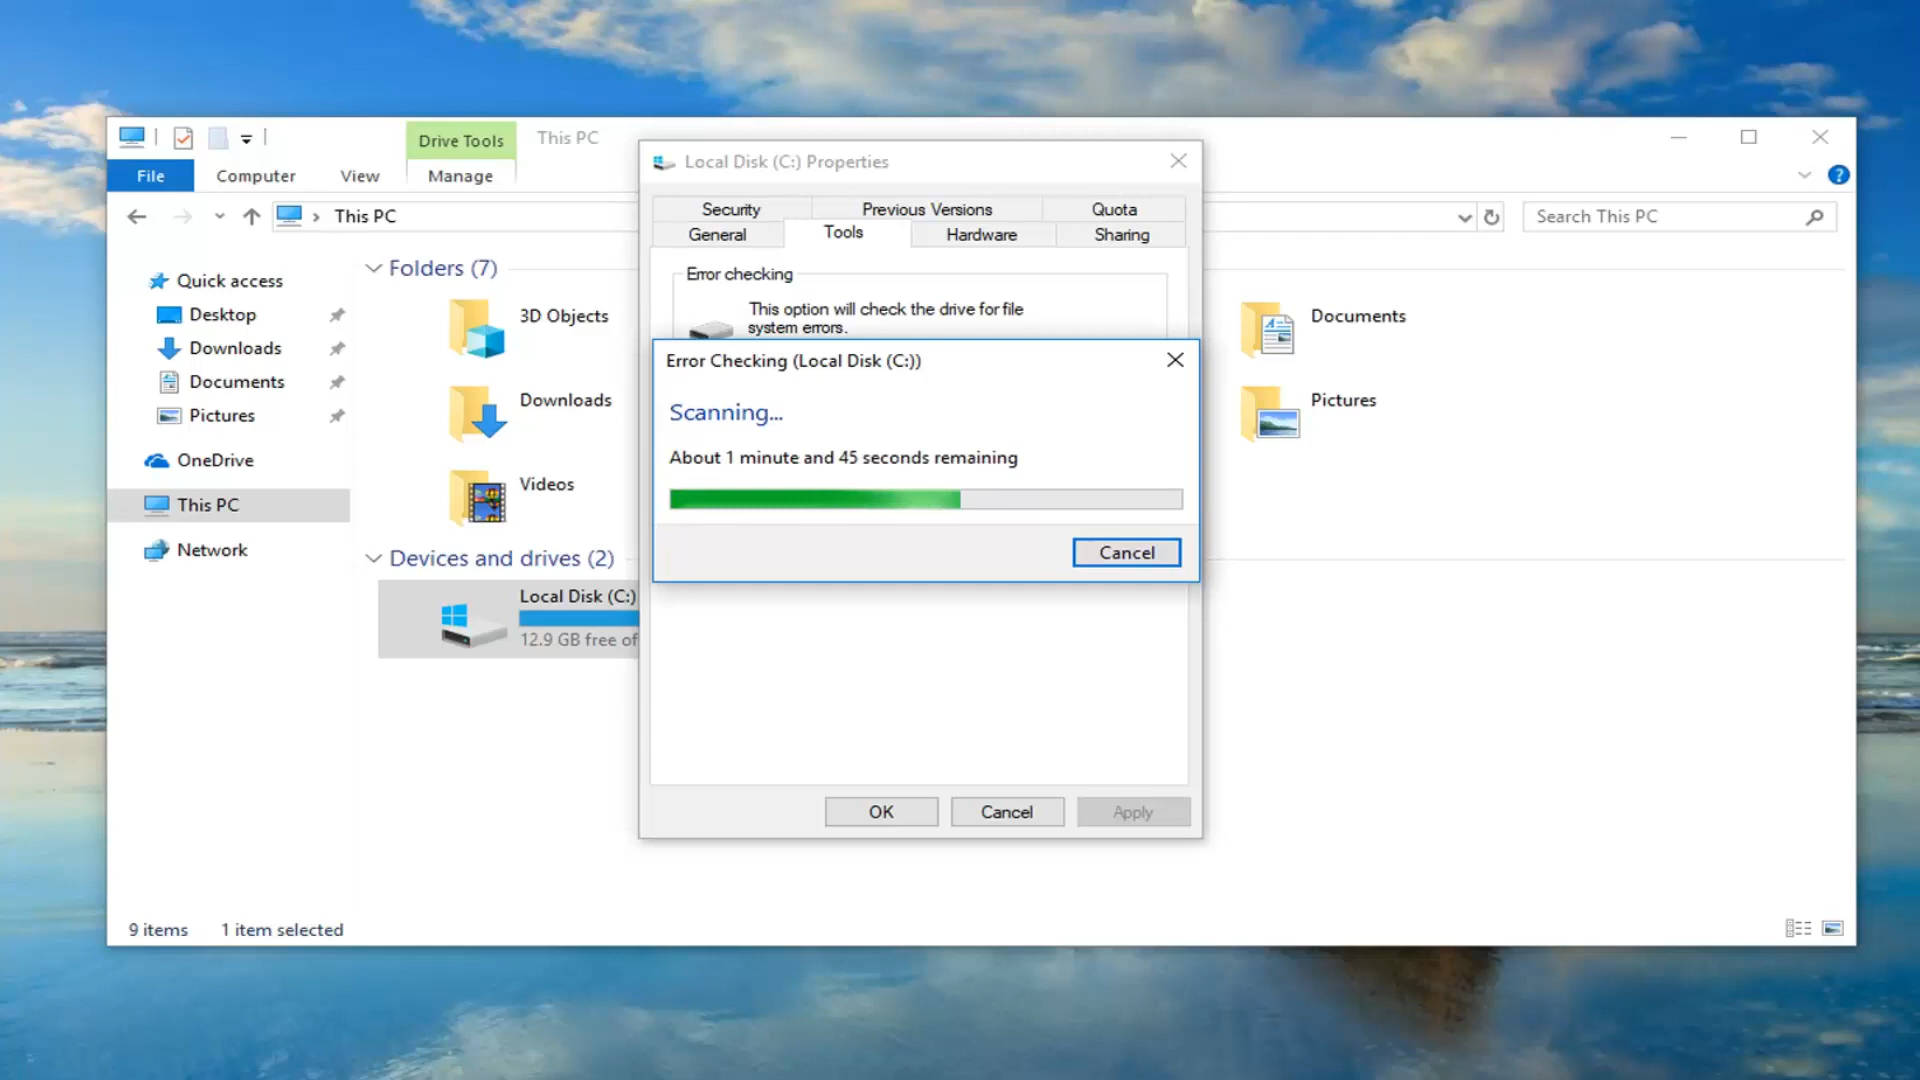 Drive Tools
This PC
File
Computer
View
Manage
This PC
Search This PC
Quick access
Desktop
Downloads
Documents
Pictures
OneDrive
This PC
Network
Folders (7)
3D Objects
Documents
Downloads
Pictures
Videos
Devices and drives (2)
Local Disk (C:)
12.9 GB free of
Local Disk (C:) Properties
Security
Previous Versions
Quota
General
Tools
Hardware
Sharing
Error checking
This option will check the drive for file
system errors.
Error Checking (Local Disk (C:))
Scanning...
About 1 minute and 45 seconds remaining
Cancel
OK
Cancel
Apply
9 items
1 item selected